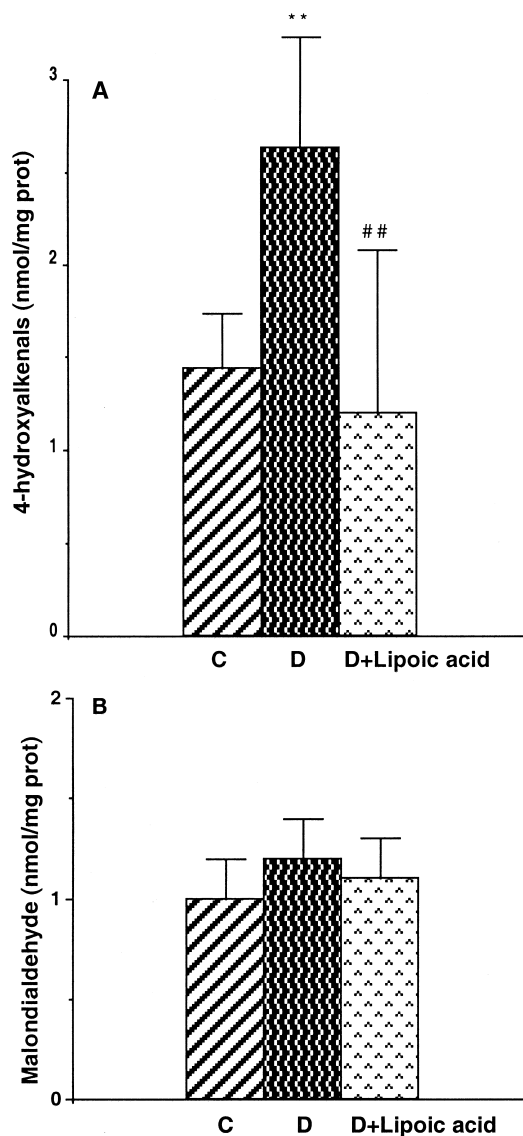 **
3
A
##
2
4-hydroxyalkenals (nmol/mg prot)
1
0
C D D+Lipoic acid
2
B
Malondialdehyde (nmol/mg prot)
1
0
C D D+Lipoic acid